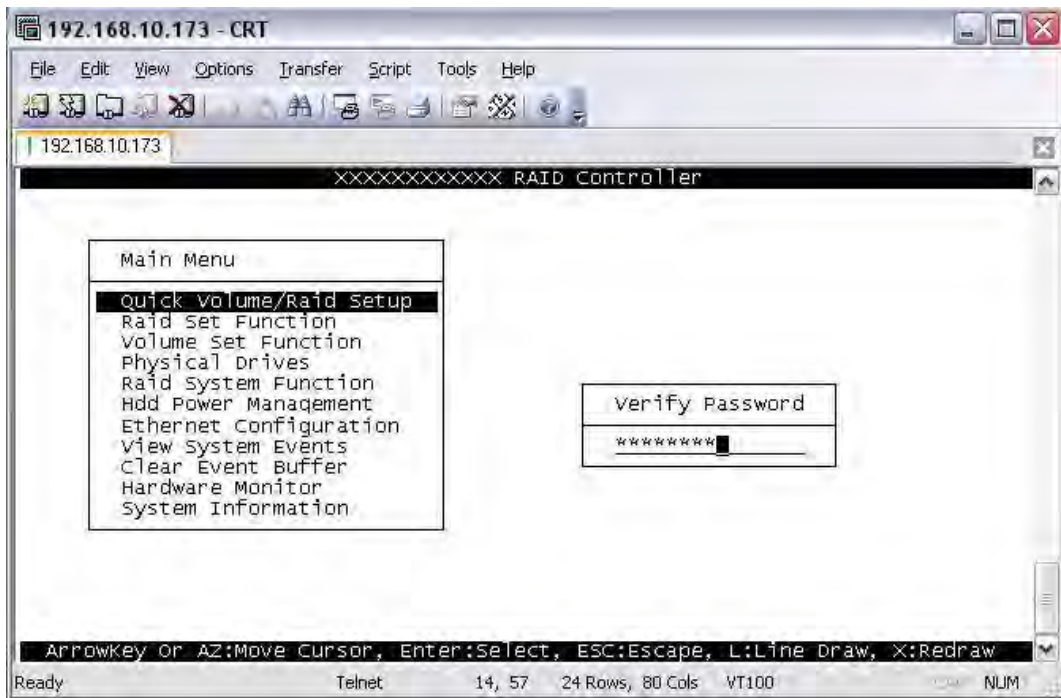 192.168.10.173 - CRT
File Edit View Options Transfer Script Tools Help
192.168.10.173
XXXXXXXXXXXX RAID Controller
Main Menu
Quick Volume/Raid Setup
Raid Set Function
Volume Set Function
Physical Drives
Raid System Function
Hdd Power Management
Ethernet Configuration
View System Events
Clear Event Buffer
Hardware Monitor
System Information
Verify Password
********
ArrowKey Or AZ:Move Cursor, Enter:Select, ESC:Escape, L:Line Draw, X:Redraw
Ready Telnet 14, 57 24 Rows, 80 Cols VT100 NUM